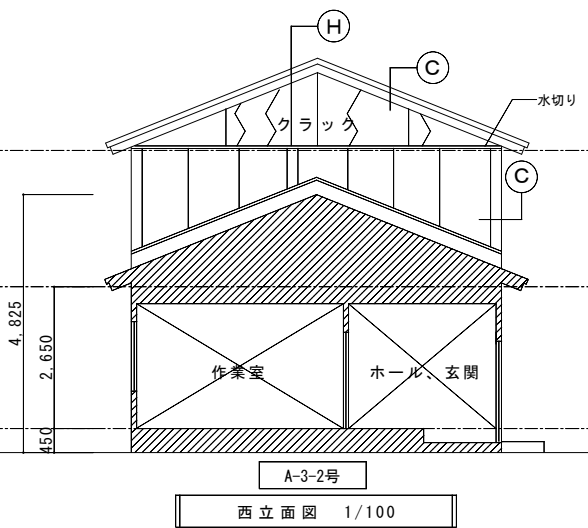 H
C
水切り
クラック
C
4,825
2,650
450
作業室
ホール、玄関
A-3-2号
西立面図 1/100